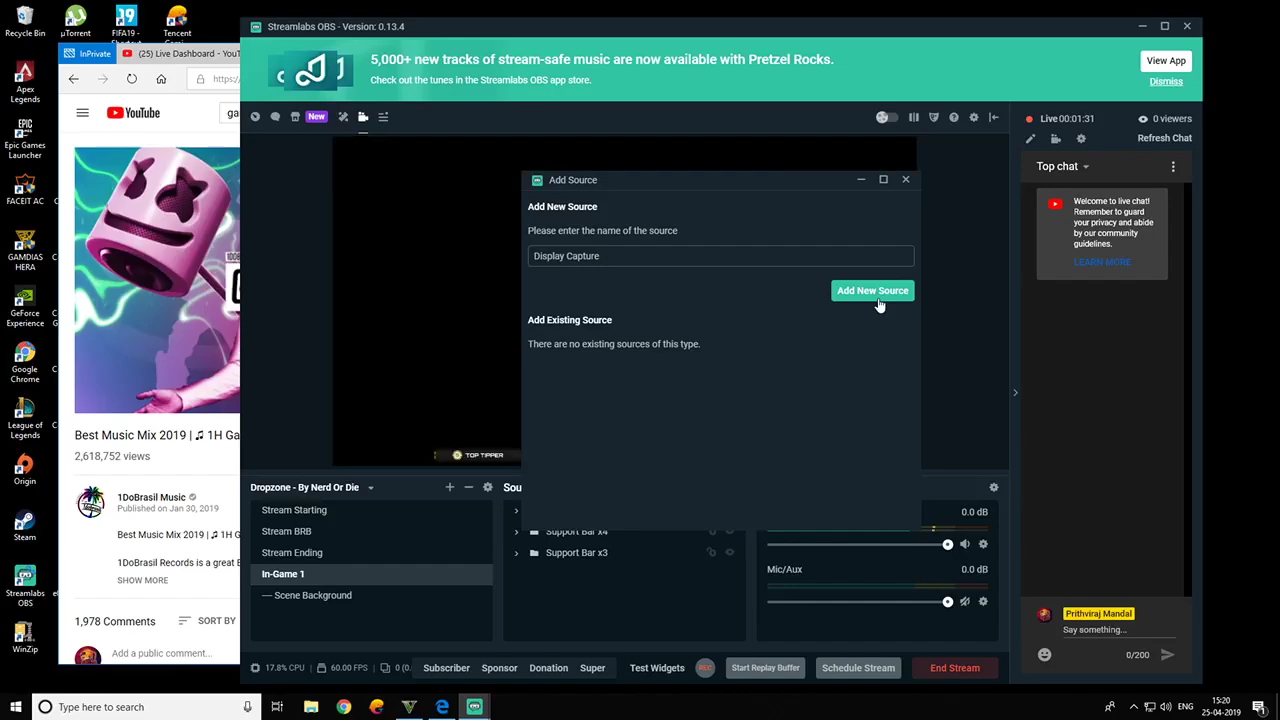 Recycle Bin
µTorrent
FIFA19 -
Tencent
Apex
Legends
Epic Games
Launcher
FACEIT AC
GAMDIAS
HERA
GeForce
Experience
Google
Chrome
League of
Legends
Origin
Steam
Streamlabs
OBS
WinZip
InPrivate
(25) Live Dashboard - YouT
https:/
YouTube
ga
Best Music Mix 2019 | ♫ 1H Ga
2,618,752 views
1DoBrasil Music
Published on Jan 30, 2019
Best Music Mix 2019 | ♫ 1H G
1DoBrasil Records is a great B
SHOW MORE
1,978 Comments
SORT BY
Add a public comment...
Streamlabs OBS - Version: 0.13.4
5,000+ new tracks of stream-safe music are now available with Pretzel Rocks.
Check out the tunes in the Streamlabs OBS app store.
View App
Dismiss
New
Live 00:01:31
0 viewers
Refresh Chat
Top chat
Welcome to live chat!
Remember to guard
your privacy and abide
by our community
guidelines.
LEARN MORE
Add Source
Add New Source
Please enter the name of the source
Display Capture
Add New Source
Add Existing Source
There are no existing sources of this type.
TOP TIPPER
Dropzone - By Nerd Or Die
Stream Starting
Stream BRB
Stream Ending
In-Game 1
— Scene Background
Sou
Support Bar x4
Support Bar x3
0.0 dB
Mic/Aux
0.0 dB
Prithviraj Mandal
Say something...
0/200
17.8% CPU
60.00 FPS
0 (0.
Subscriber
Sponsor
Donation
Super
Test Widgets
REC
Start Replay Buffer
Schedule Stream
End Stream
Type here to search
ENG
15:20
25-04-2019